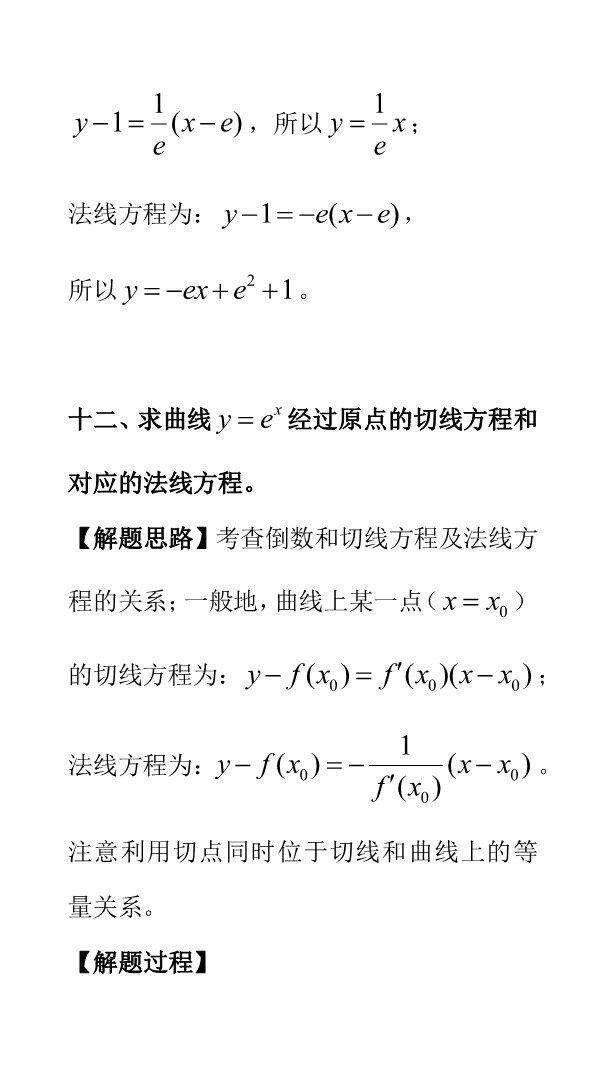 y−1=\frac{1}{e}(x−e)，所以 y=\frac{1}{e}x；
法线方程为：y−1=−e(x−e)，
所以 y=−ex+e^2+1。
十二、求曲线 y=e^x 经过原点的切线方程和
对应的法线方程。
【解题思路】考查倒数和切线方程及法线方
程的关系；一般地，曲线上某一点（x=x_0）
的切线方程为：y−f(x_0)=f′(x_0)(x−x_0)；
法线方程为：y−f(x_0)=−\frac{1}{f′(x_0)}(x−x_0)。
注意利用切点同时位于切线和曲线上的等
量关系。
【解题过程】